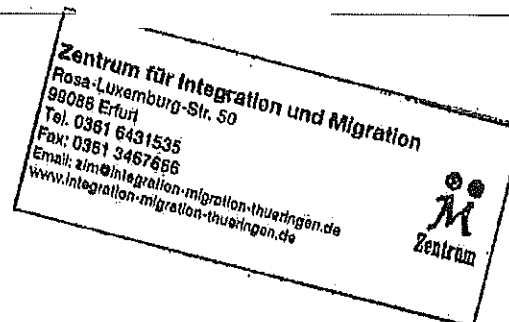 Zentrum für Integration und Migration
Rosa-Luxemburg-Str. 50
99086 Erfurt
Tel. 0361 6431535
Fax: 0361 3467666
Email: zim@integration-migration-thueringen.de
www.integration-migration-thueringen.de
Zentrum